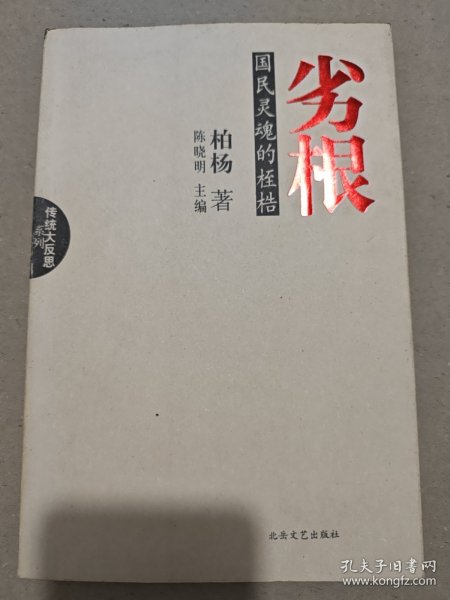 劣根
国民灵魂的桎梏
柏杨 著
陈晓明 主编
传统大反思
系列
北岳文艺出版社
孔夫子旧书网
www.kongfz.com